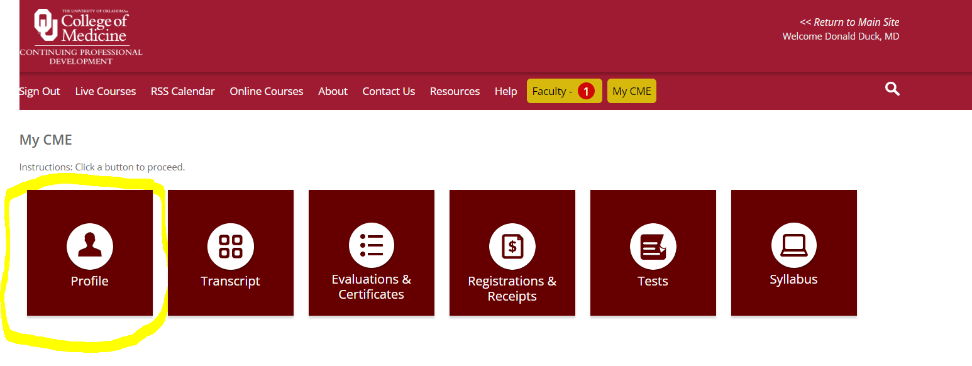 THE UNIVERSITY OF OKLAHOMA
College of
Medicine
CONTINUING PROFESSIONAL
DEVELOPMENT
<< Return to Main Site
Welcome Donald Duck, MD
Sign Out Live Courses RSS Calendar Online Courses About Contact Us Resources Help Faculty - 1 My CME
My CME
Instructions: Click a button to proceed.
Profile
Transcript
Evaluations &
Certificates
Registrations &
Receipts
Tests
Syllabus